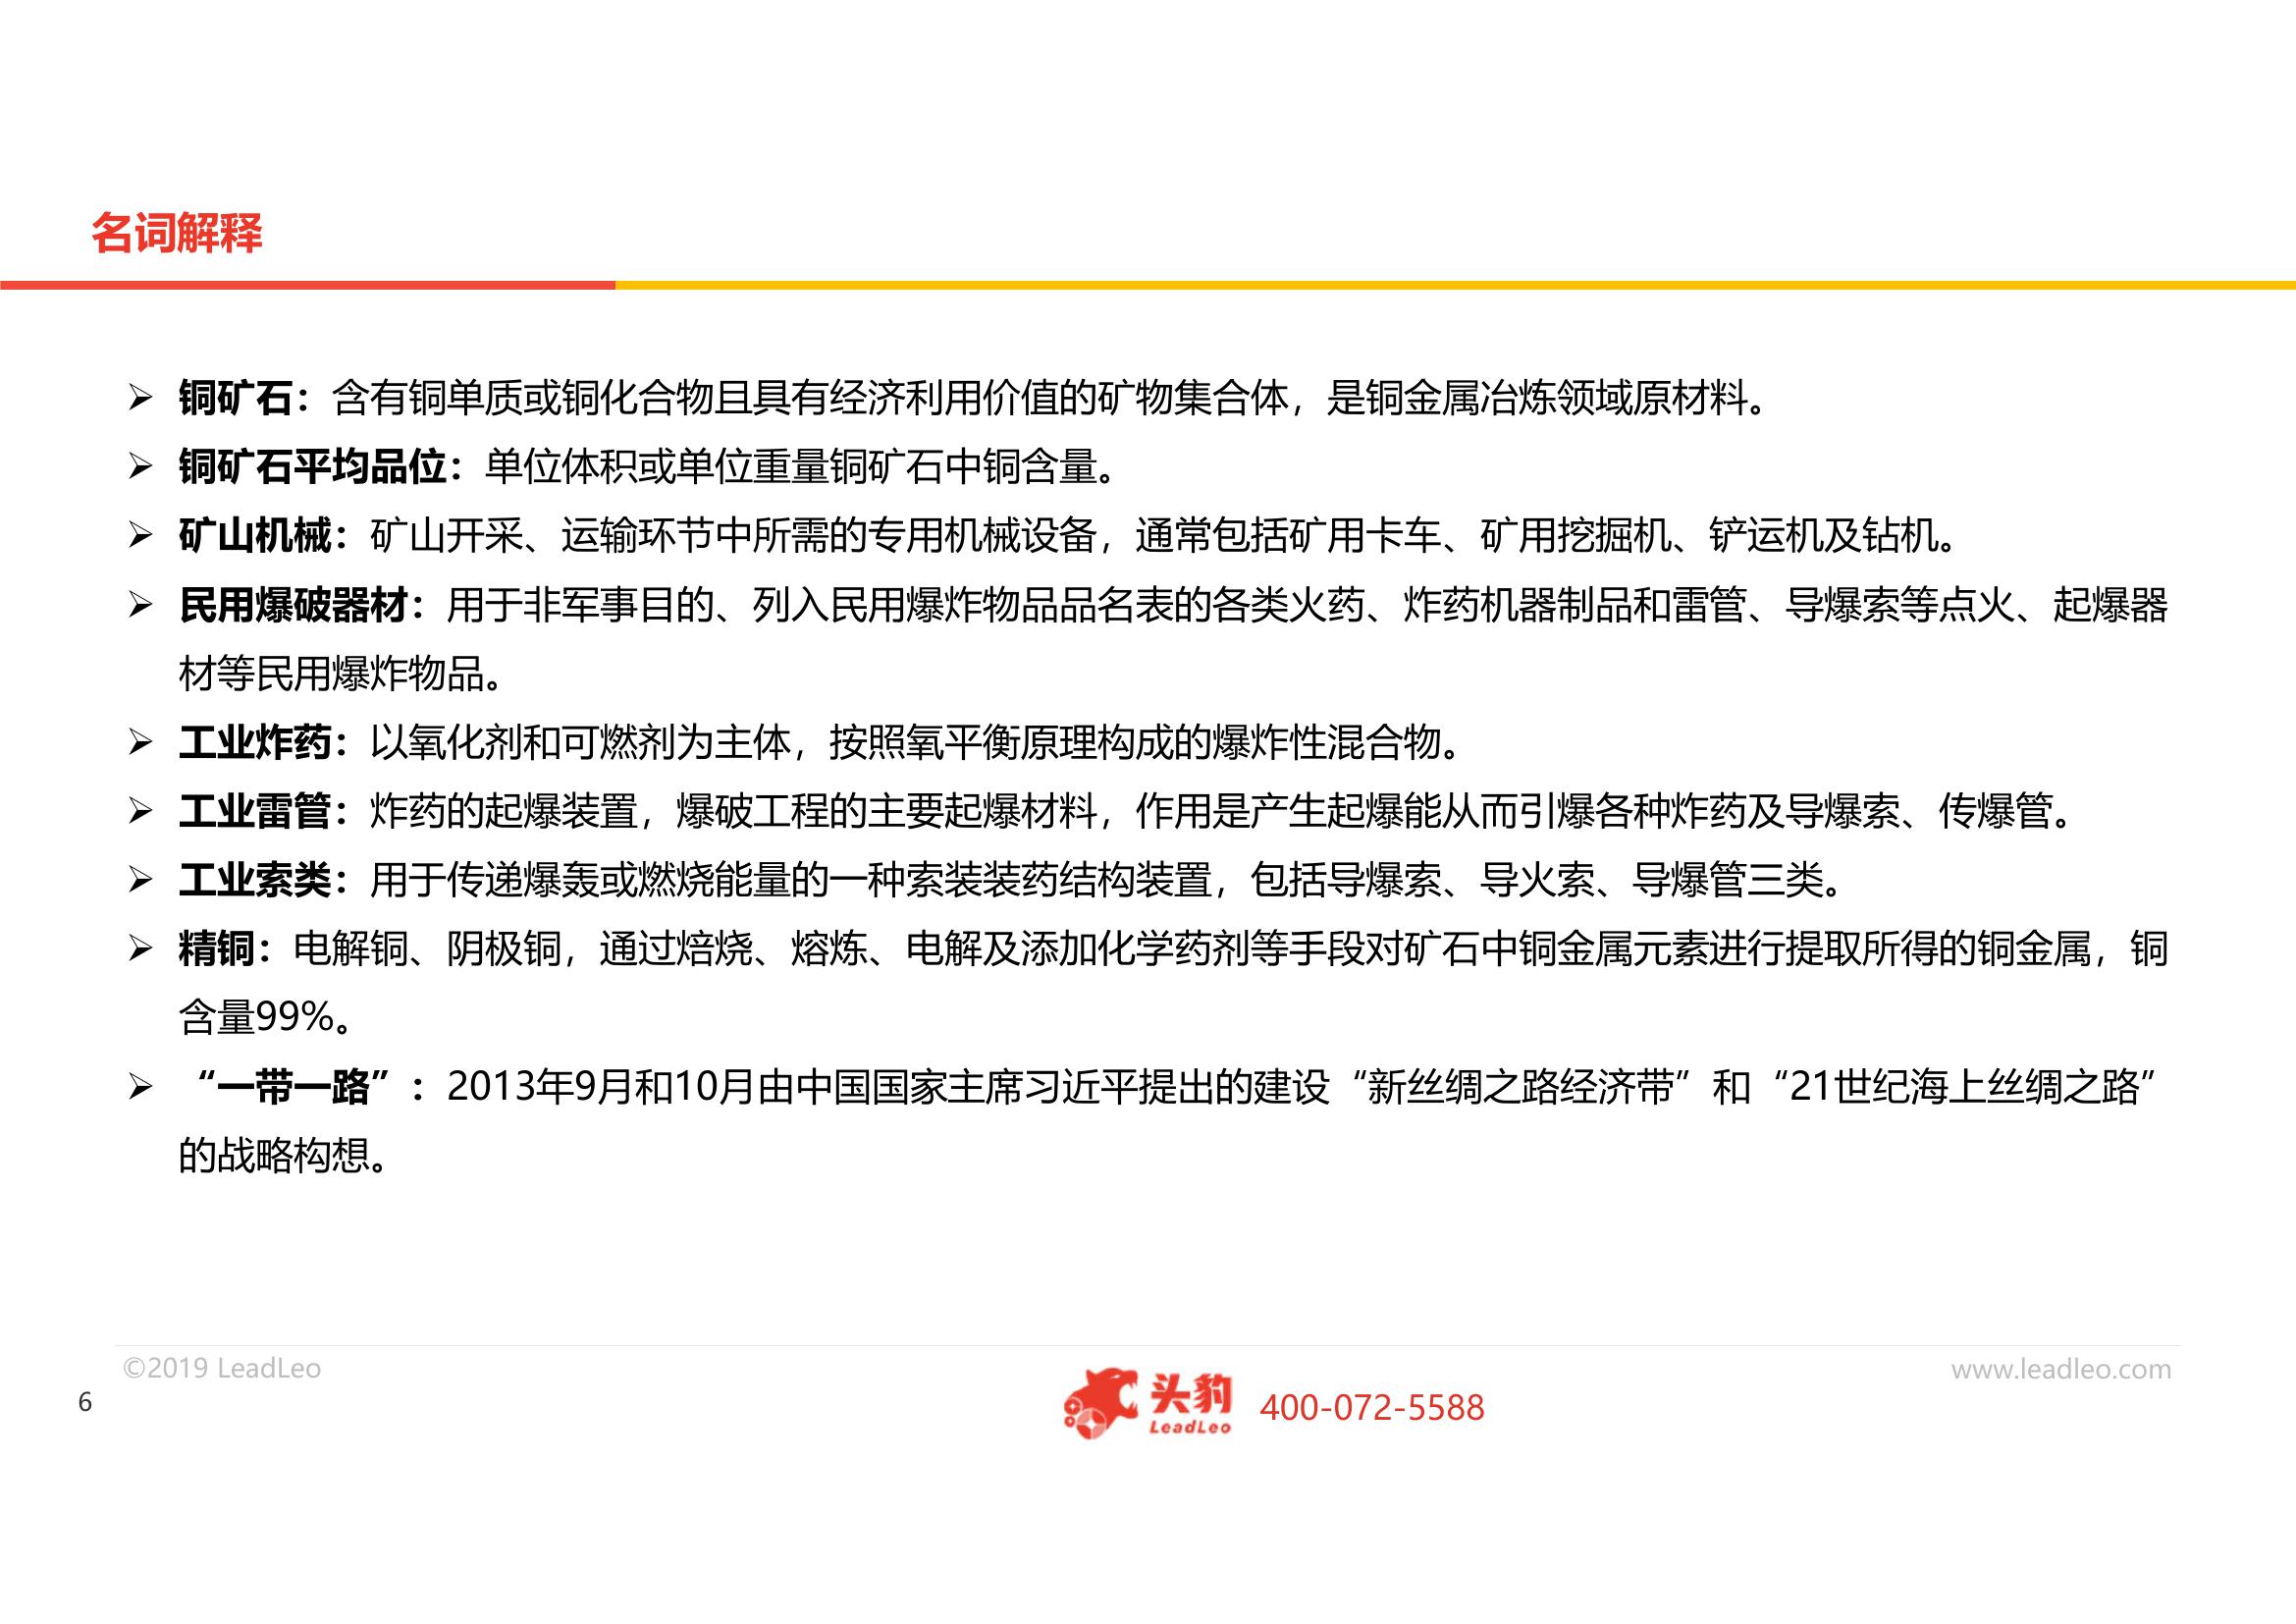 名词解释
铜矿石：含有铜单质或铜化合物且具有经济利用价值的矿物集合体，是铜金属冶炼领域原材料。
铜矿石平均品位：单位体积或单位重量铜矿石中铜含量。
矿山机械：矿山开采、运输环节中所需的专用机械设备，通常包括矿用卡车、矿用挖掘机、铲运机及钻机。
民用爆破器材：用于非军事目的、列入民用爆炸物品品名表的各类火药、炸药机器制品和雷管、导爆索等点火、起爆器
材等民用爆炸物品。
工业炸药：以氧化剂和可燃剂为主体，按照氧平衡原理构成的爆炸性混合物。
工业雷管：炸药的起爆装置，爆破工程的主要起爆材料，作用是产生起爆能从而引爆各种炸药及导爆索、传爆管。
工业索类：用于传递爆轰或燃烧能量的一种索装装药结构装置，包括导爆索、导火索、导爆管三类。
精铜：电解铜、阴极铜，通过焙烧、熔炼、电解及添加化学药剂等手段对矿石中铜金属元素进行提取所得的铜金属，铜
含量99%。
“一带一路”：2013年9月和10月由中国国家主席习近平提出的建设“新丝绸之路经济带”和“21世纪海上丝绸之路”
的战略构想。
©2019 LeadLeo
www.leadleo.com
6
头豹
LeadLeo
400-072-5588